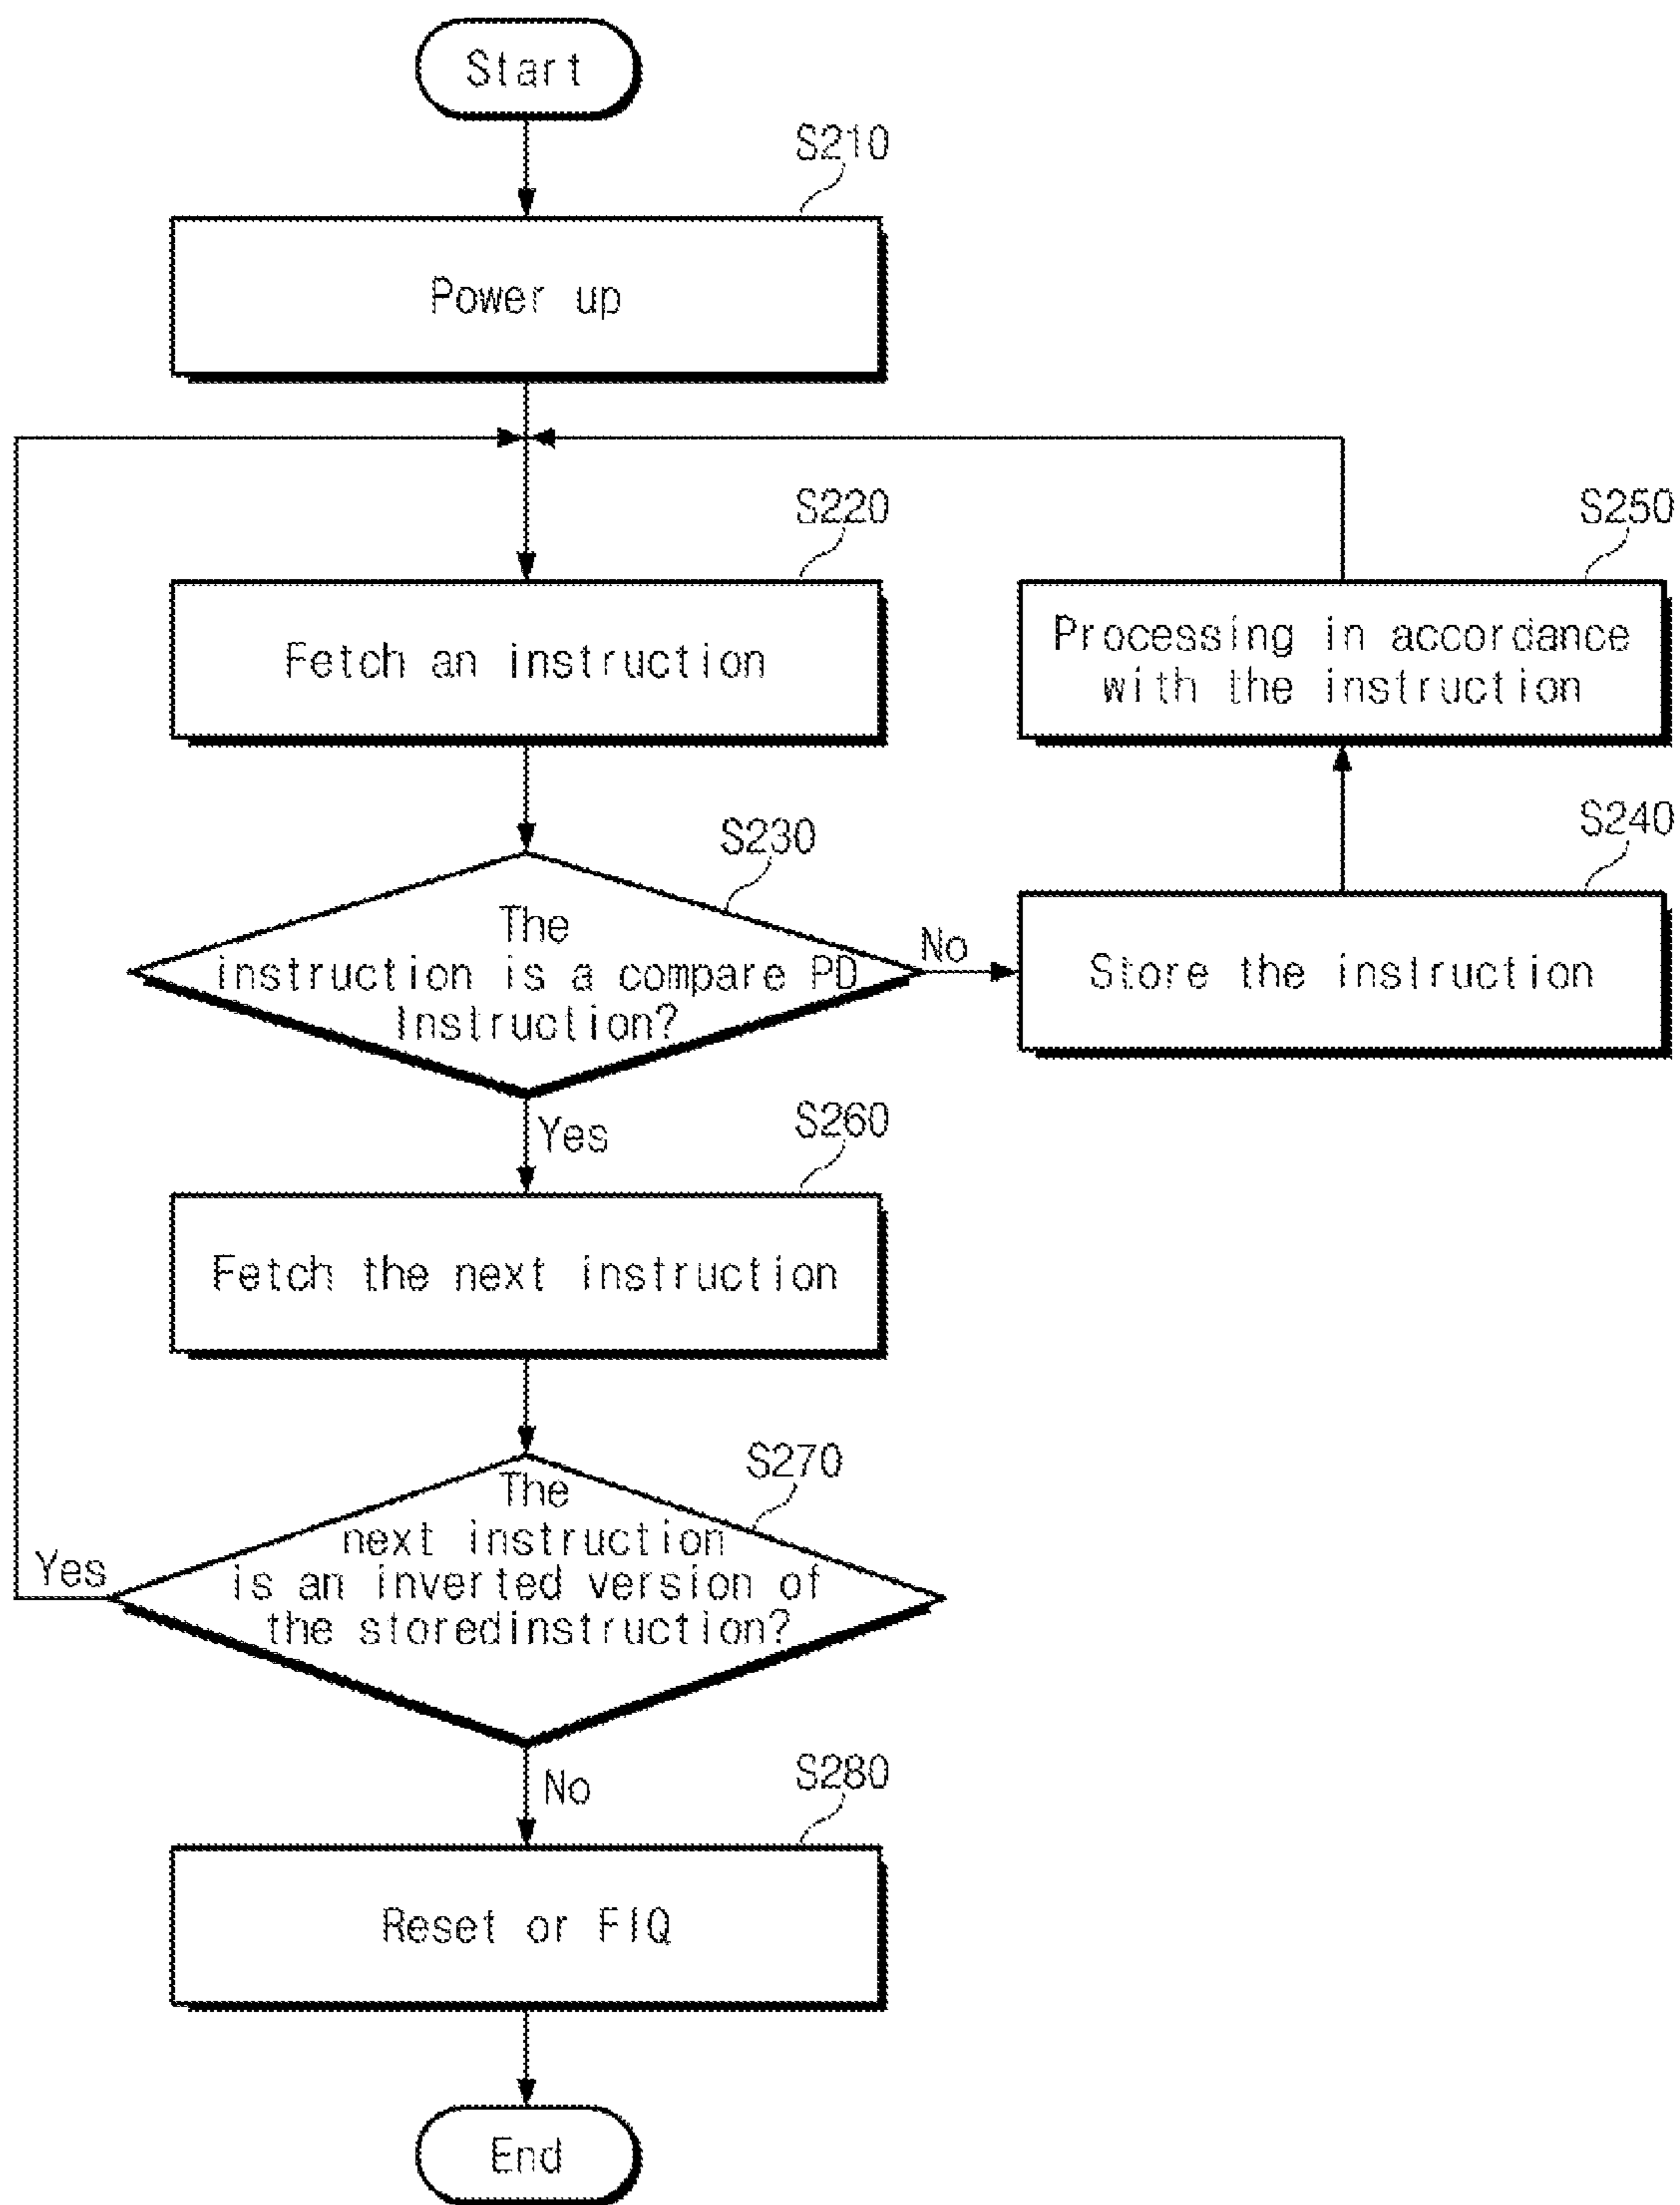 Start
S210
Power up
S220
Fetch an instruction
S250
Processing in accordance
with the instruction
S230
The
instruction is a compare PD
Instruction?
No
S240
Store the instruction
Yes
S260
Fetch the next instruction
S270
The
next instruction
is an inverted version of
the storedinstruction?
Yes
No
S280
Reset or FIQ
End